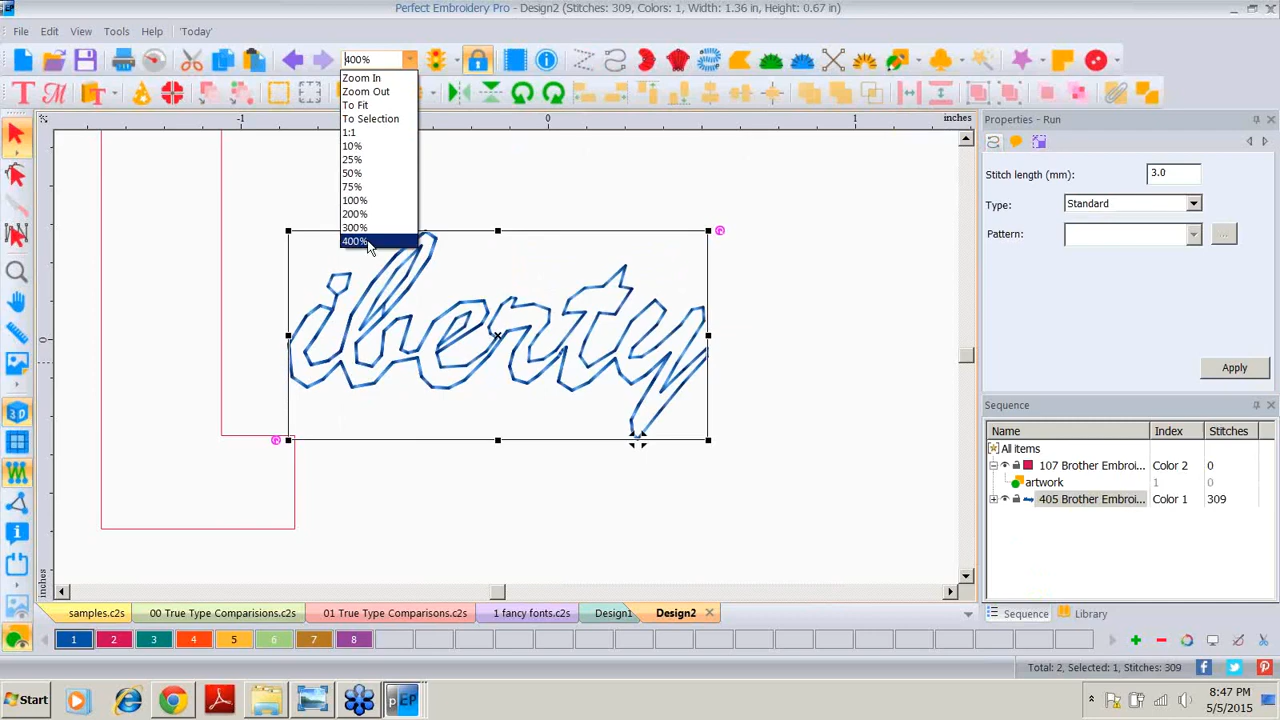 Perfect Embroidery Pro - Design2 (Stitches: 309, Colors: 1, Width: 1.36 in, Height: 0.67 in)
File Edit View Tools Help 'Today'
400%
Zoom In
Zoom Out
To Fit
To Selection
1:1
10%
25%
50%
75%
100%
200%
300%
400%
-1 0 1 inches
0
inches
iberty
Properties - Run
Stitch length (mm): 3.0
Type: Standard
Pattern:
...
Apply
Sequence
Name Index Stitches
All items
107 Brother Embroi... Color 2 0
artwork 1 0
405 Brother Embroi... Color 1 309
Sequence Library
samples.c2s 00 True Type Comparisions.c2s 01 True Type Comparisons.c2s 1 fancy fonts.c2s Design1 Design2
1 2 3 4 5 6 7 8
Total: 2, Selected: 1, Stitches: 309
Start
8:47 PM
5/5/2015